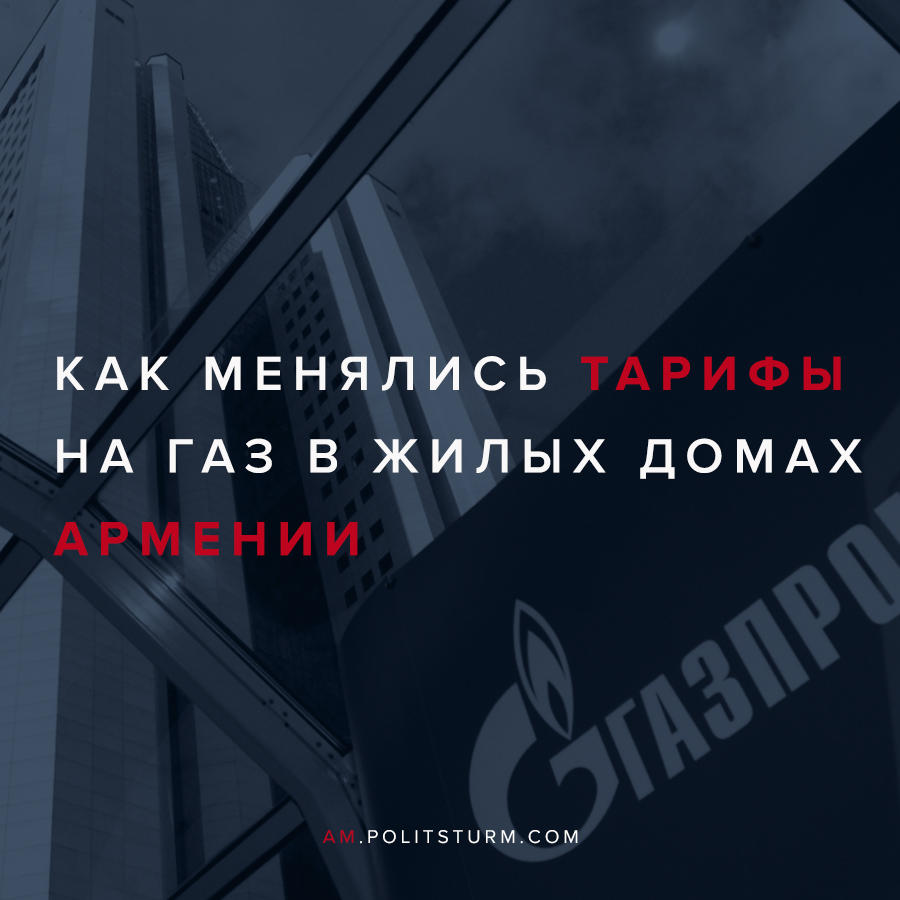 КАК МЕНЯЛИСЬ ТАРИФЫ
НА ГАЗ В ЖИЛЫХ ДОМАХ
АРМЕНИИ
ГАЗПРО
AM.POLITSTURM.COM